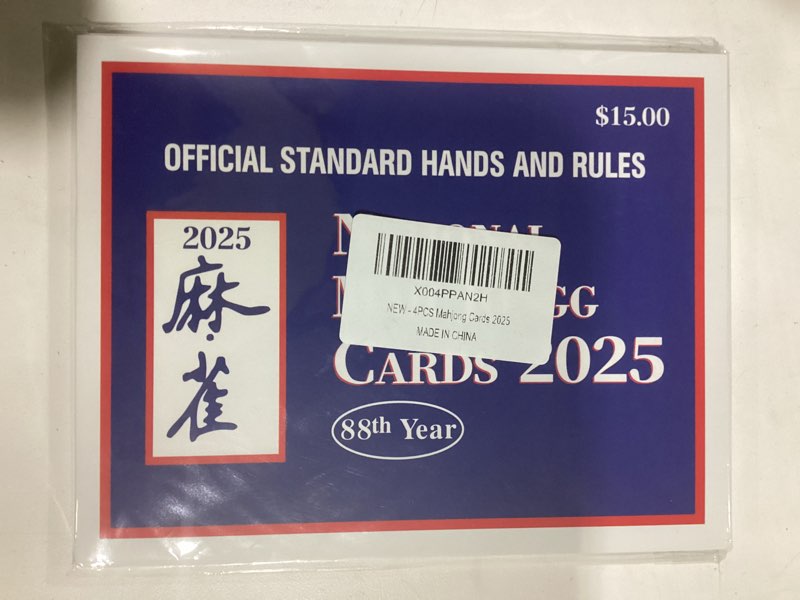 $15.00
OFFICIAL STANDARD HANDS AND RULES
2025
麻
雀
X004PPAN2H
NEW - 4PCS Mahjong Cards 2025
MADE IN CHINA
CARDS 2025
88th Year